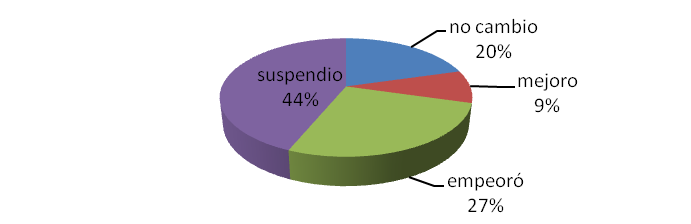 no cambio
20%
mejoro
9%
empeoró
27%
suspendio
44%